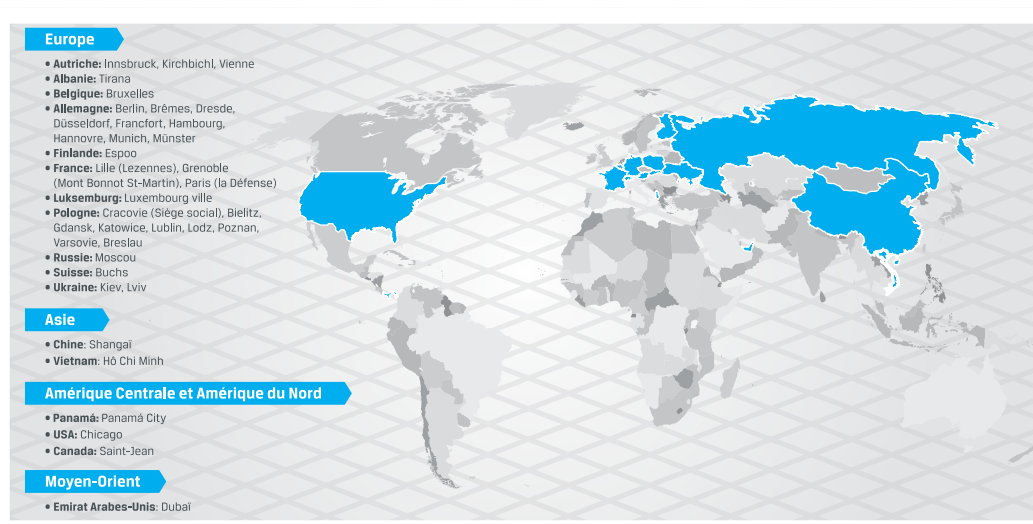 Europe
• Autriche: Innsbruck, Kirchbichl, Vienne
• Albanie: Tirana
• Belgique: Bruxelles
• Allemagne: Berlin, Brêmes, Dresde,
Düsseldorf, Francfort, Hambourg,
Hannovre, Munich, Münster
• Finlande: Espoo
• France: Lille (Lezennes), Grenoble
(Mont Bonnot St-Martin), Paris (la Défense)
• Luksemburg: Luxembourg ville
• Pologne: Cracovie (Siège social), Bielitz,
Gdansk, Katowice, Lublin, Lodz, Poznan,
Varsovie, Breslau
• Russie: Moscou
• Suisse: Buchs
• Ukraine: Kiev, Lviv
Asie
• Chine: Shangaï
• Vietnam: Hô Chi Minh
Amérique Centrale et Amérique du Nord
• Panamá: Panamá City
• USA: Chicago
• Canada: Saint-Jean
Moyen-Orient
• Emirat Arabes-Unis: Dubaï